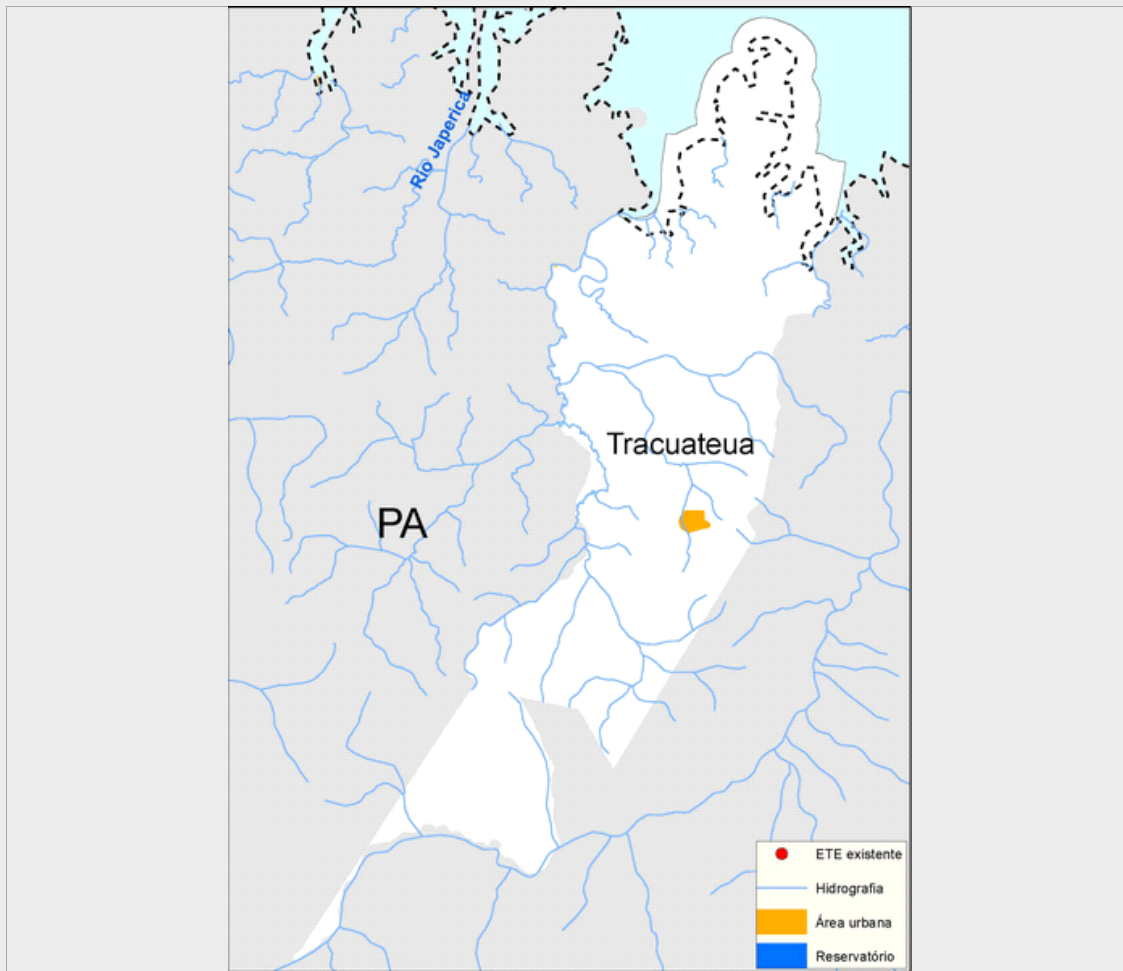 Rio Japerica
Tracuateua
PA
ETE existente
Hidrografia
Área urbana
Reservatório